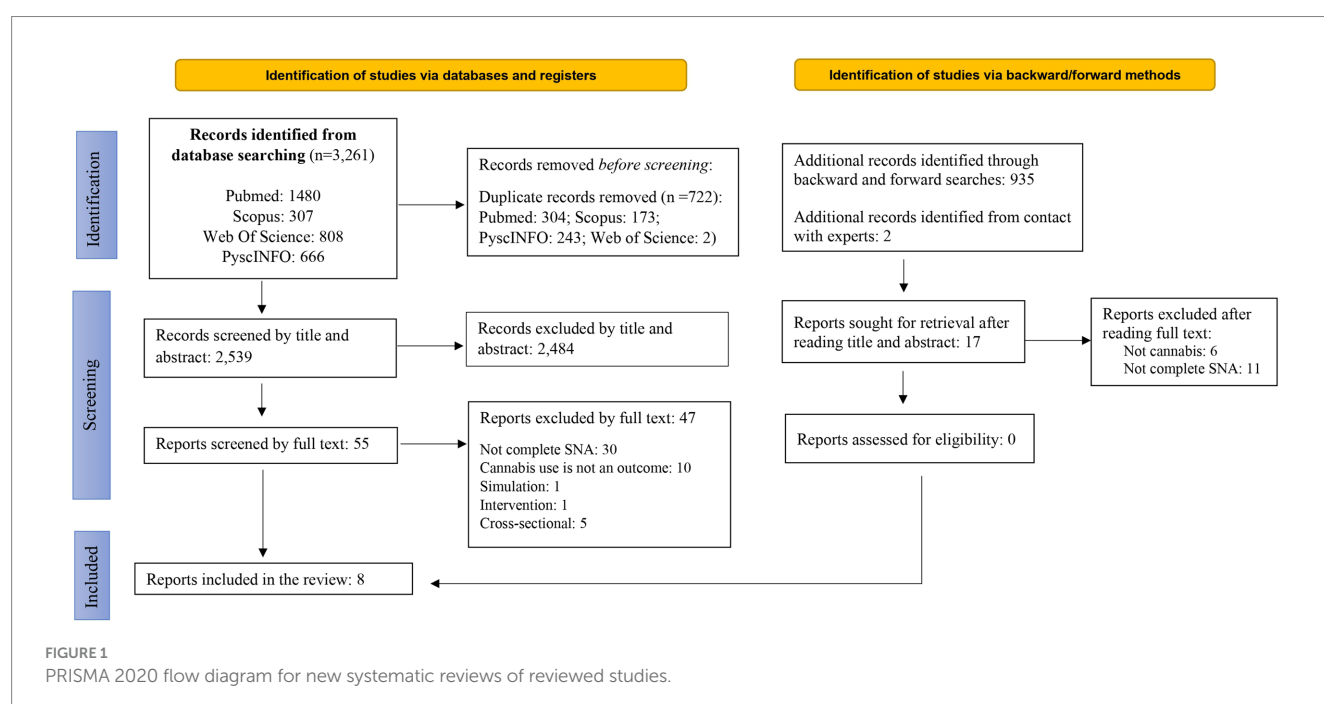 Identification of studies via databases and registers
Identification of studies via backward/forward methods
Identification
Records identified from
database searching (n=3,261)
Pubmed: 1480
Scopus: 307
Web Of Science: 808
PyscINFO: 666
Records removed before screening:
Duplicate records removed (n =722):
Pubmed: 304; Scopus: 173;
PyscINFO: 243; Web of Science: 2)
Additional records identified through
backward and forward searches: 935
Additional records identified from contact
with experts: 2
Screening
Records screened by title and
abstract: 2,539
Records excluded by title and
abstract: 2,484
Reports sought for retrieval after
reading title and abstract: 17
Reports excluded after
reading full text:
Not cannabis: 6
Not complete SNA: 11
Reports screened by full text: 55
Reports excluded by full text: 47
Not complete SNA: 30
Cannabis use is not an outcome: 10
Simulation: 1
Intervention: 1
Cross-sectional: 5
Reports assessed for eligibility: 0
Included
Reports included in the review: 8
FIGURE 1
PRISMA 2020 flow diagram for new systematic reviews of reviewed studies.